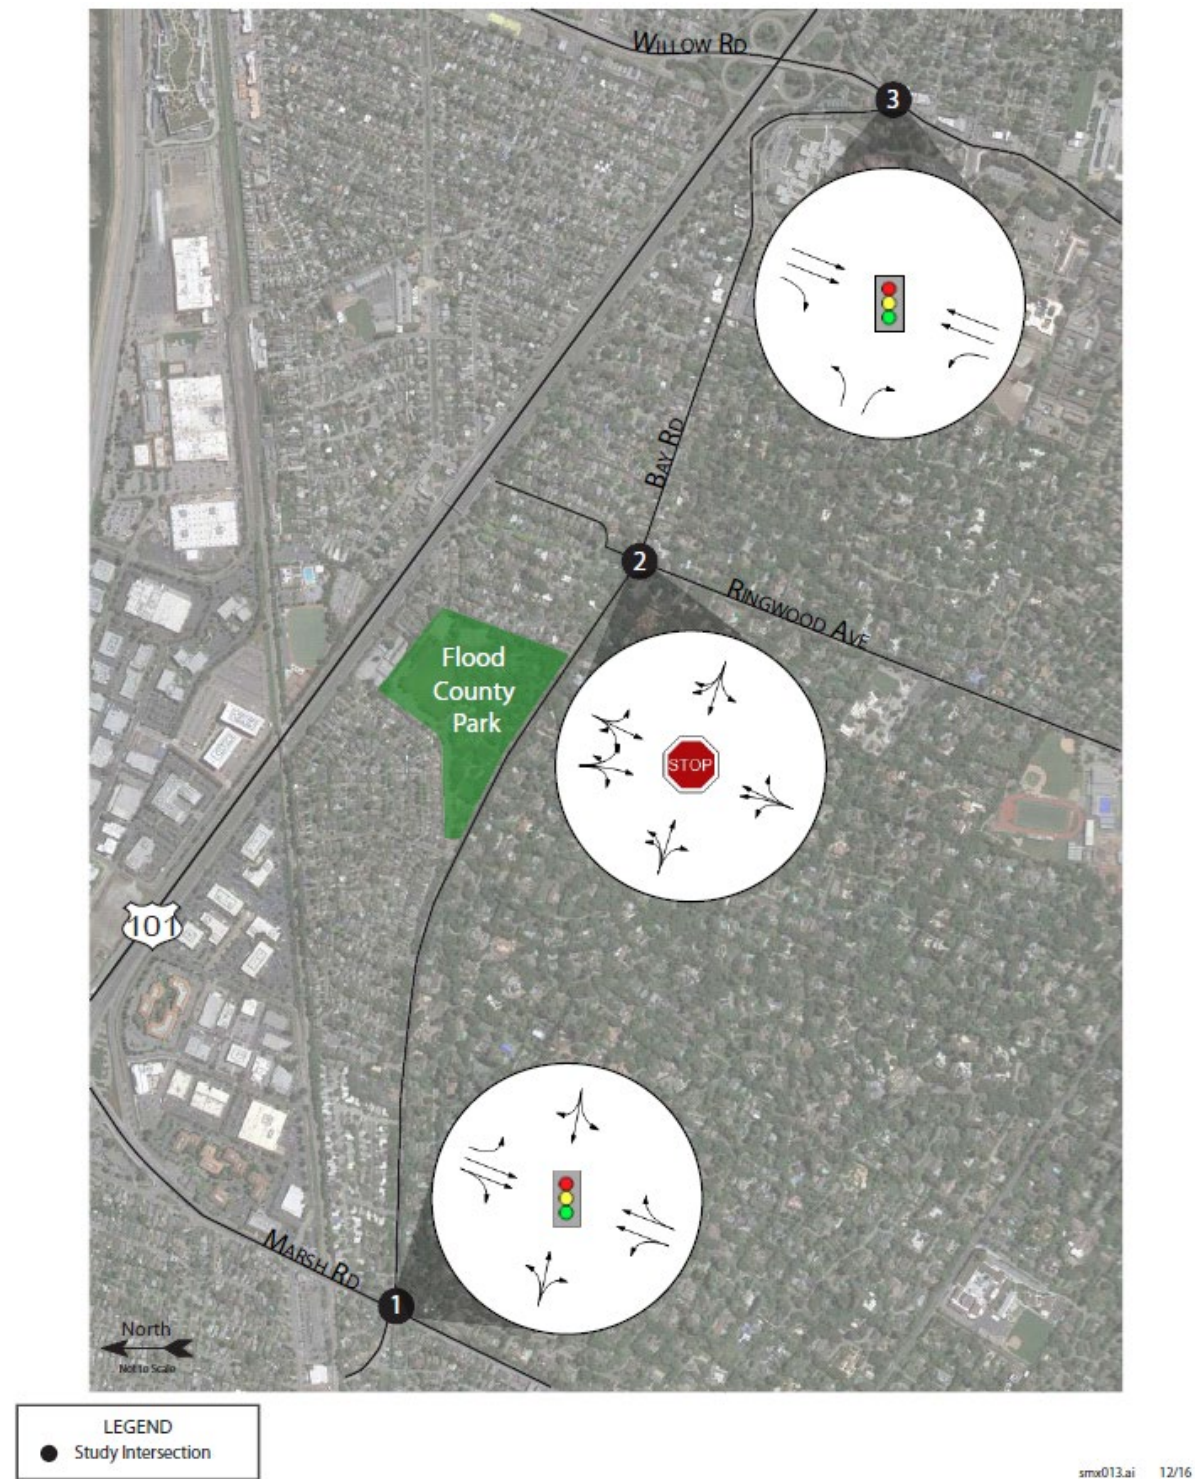 WILLOW RD
3
BAY RD
2
RINGWOOD AVE
Flood
County
Park
STOP
101
MARSH RD
1
North
Not to Scale
LEGEND
Study Intersection
smx013.ai 12/16